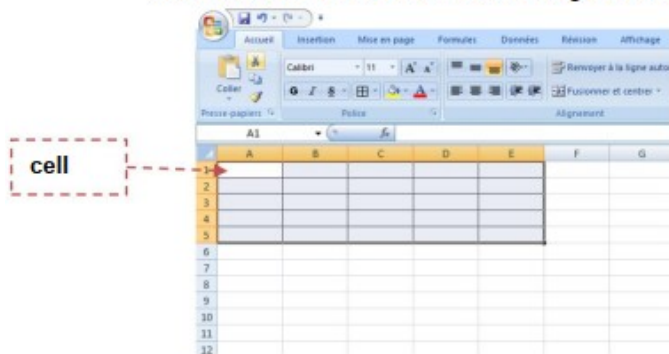 Accueil Insertion Mise en page Formules Données Révision Affichage
Calibri 11 A A Renvoyer à la ligne auto
Coller G I S A Fusionner et centrer
Presse-papiers Police Alignement
A1 fx
A B C D E F G
cell
1
2
3
4
5
6
7
8
9
10
11
12